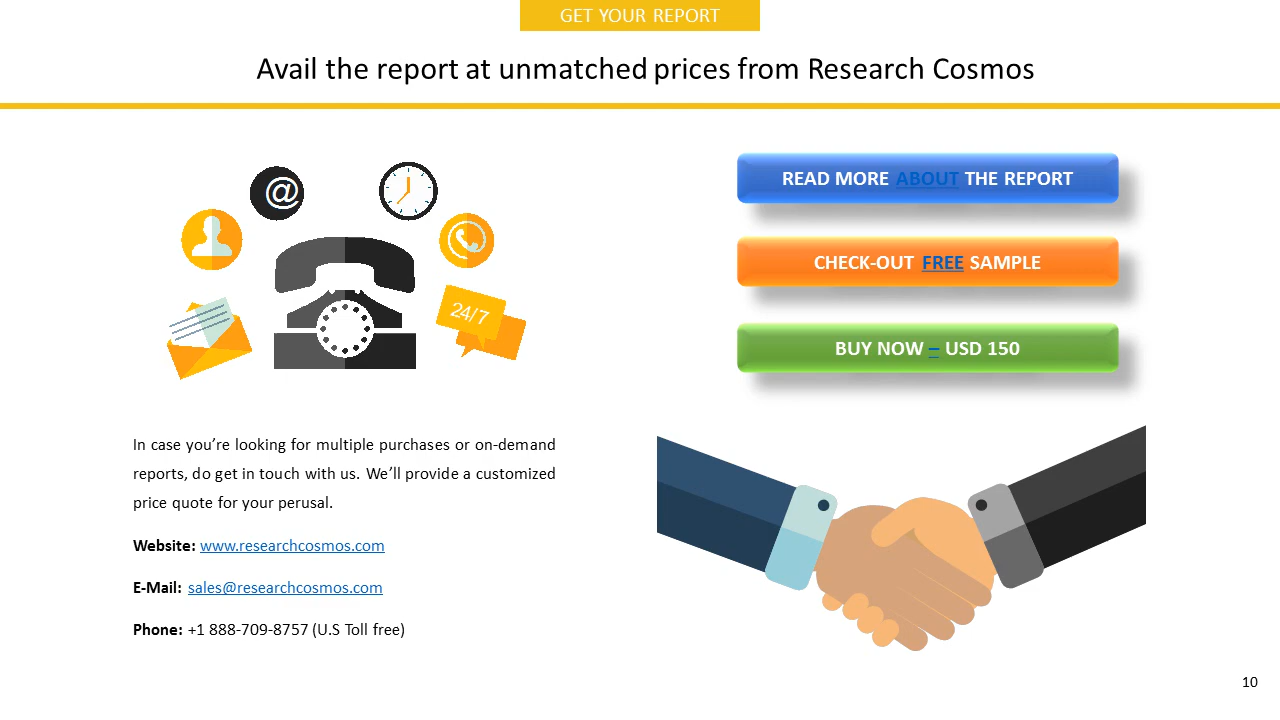 GET YOUR REPORT
Avail the report at unmatched prices from Research Cosmos
@
24/7
READ MORE ABOUT THE REPORT
CHECK-OUT FREE SAMPLE
BUY NOW – USD 150
In case you’re looking for multiple purchases or on-demand
reports, do get in touch with us. We’ll provide a customized
price quote for your perusal.
Website: www.researchcosmos.com
E-Mail: sales@researchcosmos.com
Phone: +1 888-709-8757 (U.S Toll free)
10